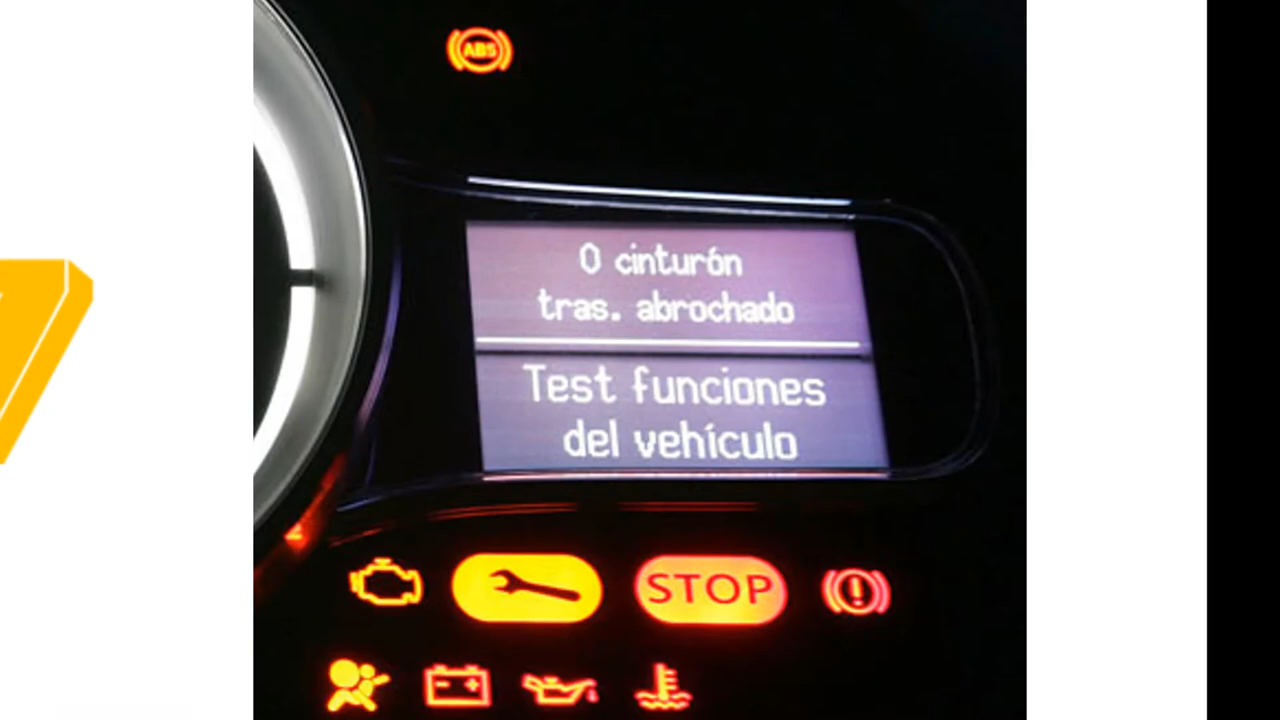 ABS
0 cinturón
tras. abrochado
Test funciones
del vehículo
STOP